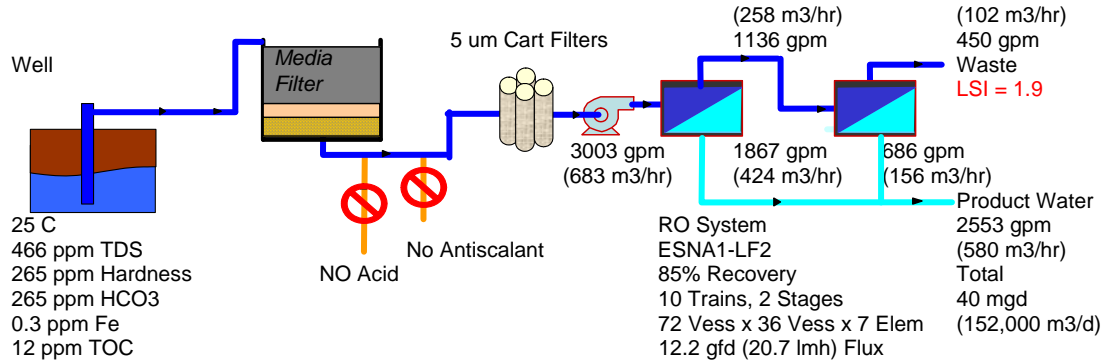 Well
25 C
466 ppm TDS
265 ppm Hardness
265 ppm HCO3
0.3 ppm Fe
12 ppm TOC
Media
Filter
NO Acid
No Antiscalant
5 um Cart Filters
3003 gpm
(683 m3/hr)
(258 m3/hr)
1136 gpm
1867 gpm
(424 m3/hr)
RO System
ESNA1-LF2
85% Recovery
10 Trains, 2 Stages
72 Vess x 36 Vess x 7 Elem
12.2 gfd (20.7 lmh) Flux
686 gpm
(156 m3/hr)
(102 m3/hr)
450 gpm
Waste
LSI = 1.9
Product Water
2553 gpm
(580 m3/hr)
Total
40 mgd
(152,000 m3/d)